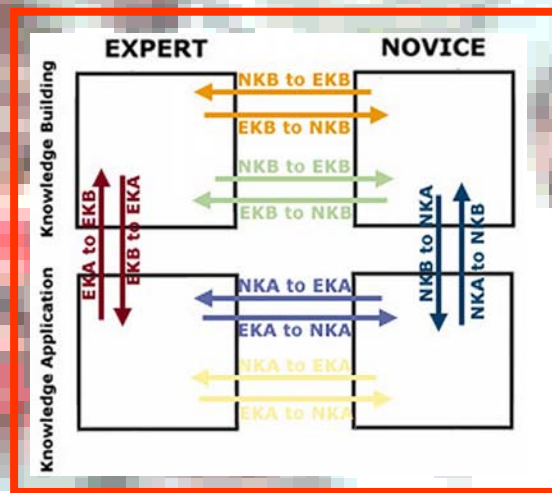 EXPERT
NOVICE
Knowledge Building
NKB to EKB
EKB to NKB
NKB to EKB
EKB to NKB
EKA to EKB
EKB to EKA
NKB to NKA
NKA to NKB
Knowledge Application
NKA to EKA
EKA to NKA
NKA to EKA
EKA to NKA